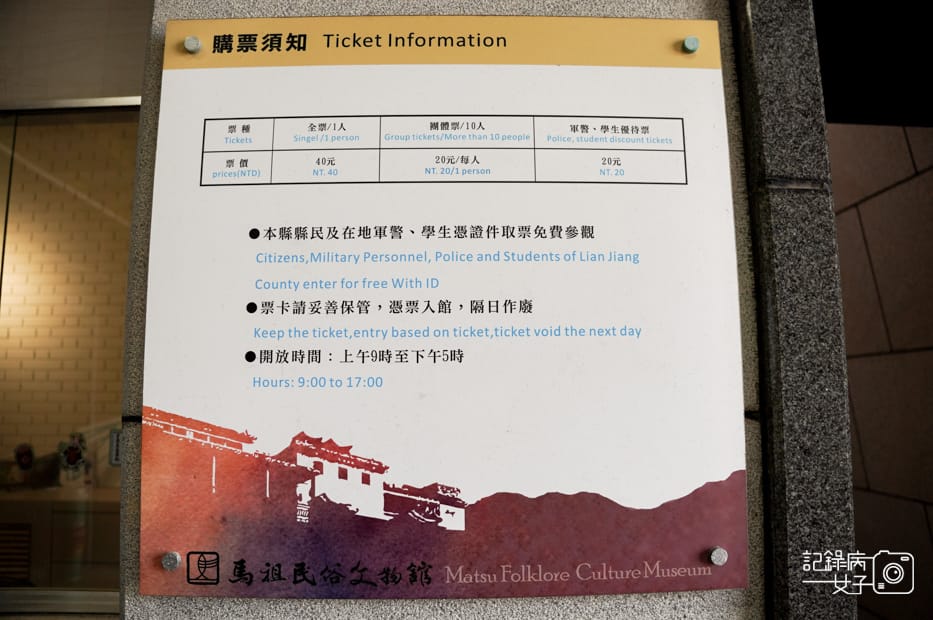 購票須知 Ticket Information
票種 全票/1人 團體票/10人 軍警、學生優待票
Tickets Singel /1 person Group tickets/More than 10 people Police, student discount tickets
票價 40元 20元/每人 20元
prices(NTD) NT. 40 NT. 20/1 person NT. 20
●本縣縣民及在地軍警、學生憑證件取票免費參觀
Citizens,Military Personnel, Police and Students of Lian Jiang
County enter for free With ID
●票卡請妥善保管，憑票入館，隔日作廢
Keep the ticket,entry based on ticket,ticket void the next day
●開放時間：上午9時至下午5時
Hours: 9:00 to 17:00
馬祖民俗文物館 Matsu Folklore Culture Museum
記錄病
女子